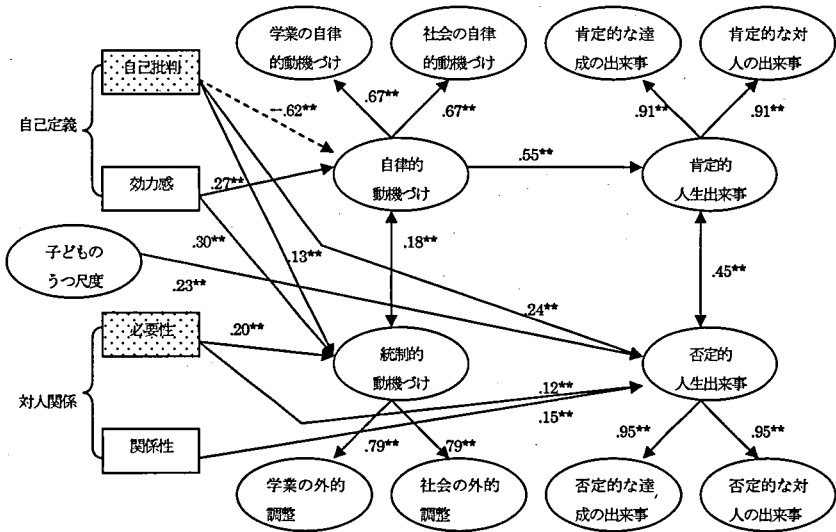 学業の自律
的動機づけ
社会の自律
的動機づけ
肯定的な達
成の出来事
肯定的な対
人の出来事
自己批判
-.62**
.67**
.67**
.91**
.91**
自己定義
自律的
動機づけ
.55**
肯定的
人生出来事
効力感
.27**
子どもの
うつ尺度
.30**
.13**
.18**
.45**
.23**
.24**
必要性
.20**
統制的
動機づけ
否定的
人生出来事
対人関係
.12**
.15**
関係性
.79**
.79**
.95**
.95**
学業の外的
調整
社会の外的
調整
否定的な達
成の出来事
否定的な対
人の出来事